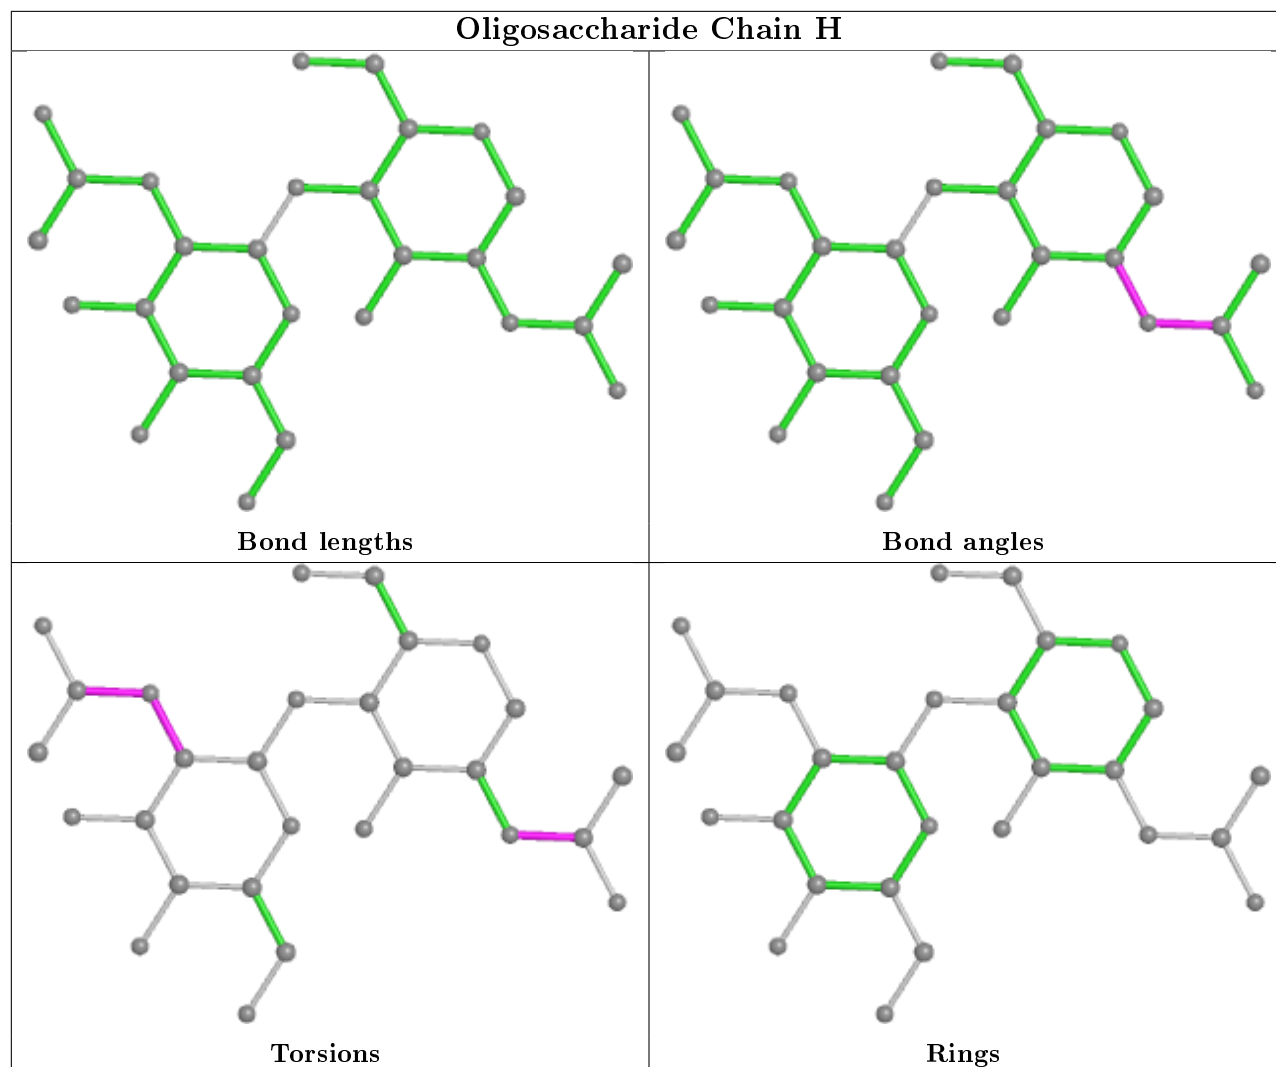 Oligosaccharide Chain H
Bond lengths
Bond angles
Torsions
Rings